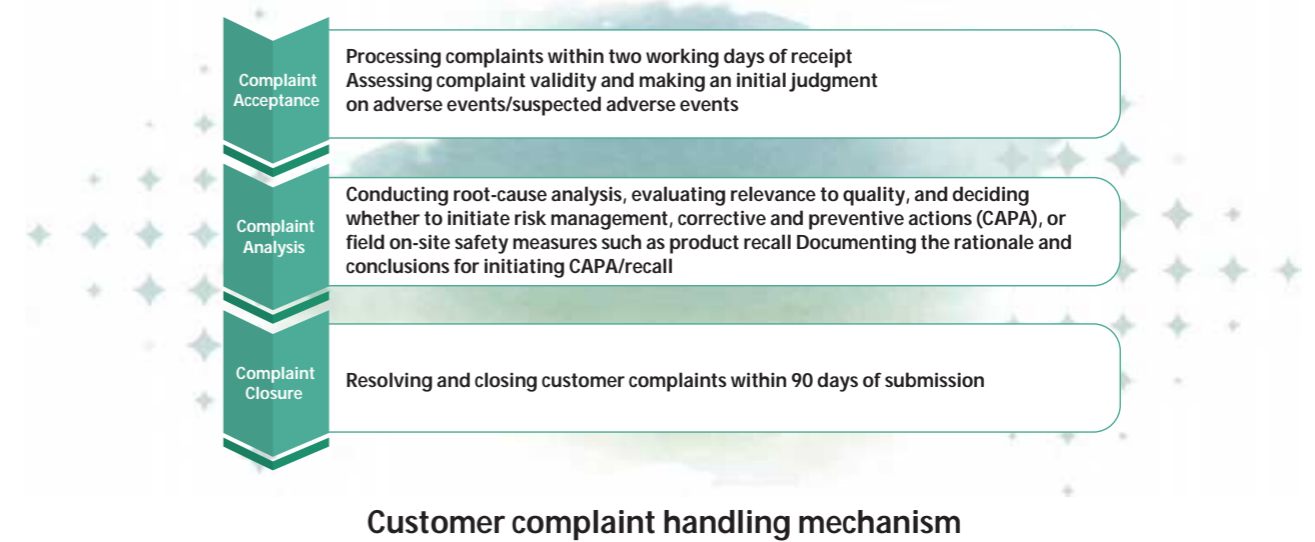 Complaint
Acceptance
Processing complaints within two working days of receipt
Assessing complaint validity and making an initial judgment
on adverse events/suspected adverse events
Complaint
Analysis
Conducting root-cause analysis, evaluating relevance to quality, and deciding
whether to initiate risk management, corrective and preventive actions (CAPA), or
field on-site safety measures such as product recall Documenting the rationale and
conclusions for initiating CAPA/recall
Complaint
Closure
Resolving and closing customer complaints within 90 days of submission
Customer complaint handling mechanism